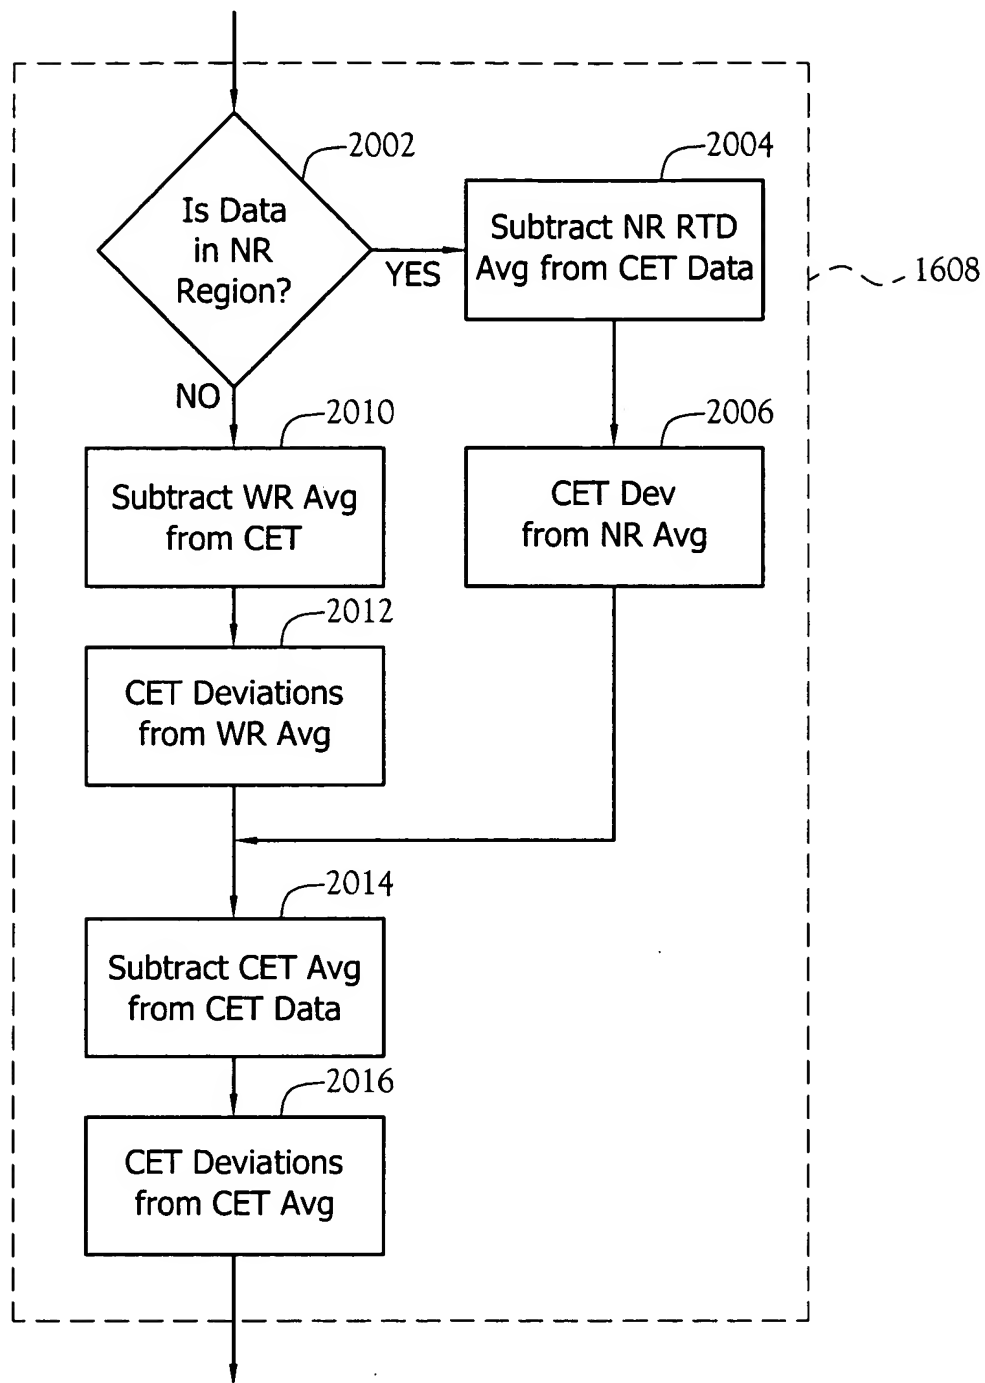 2002
Is Data
in NR
Region?
YES
NO
2004
Subtract NR RTD
Avg from CET Data
1608
2010
Subtract WR Avg
from CET
2006
CET Dev
from NR Avg
2012
CET Deviations
from WR Avg
2014
Subtract CET Avg
from CET Data
2016
CET Deviations
from CET Avg